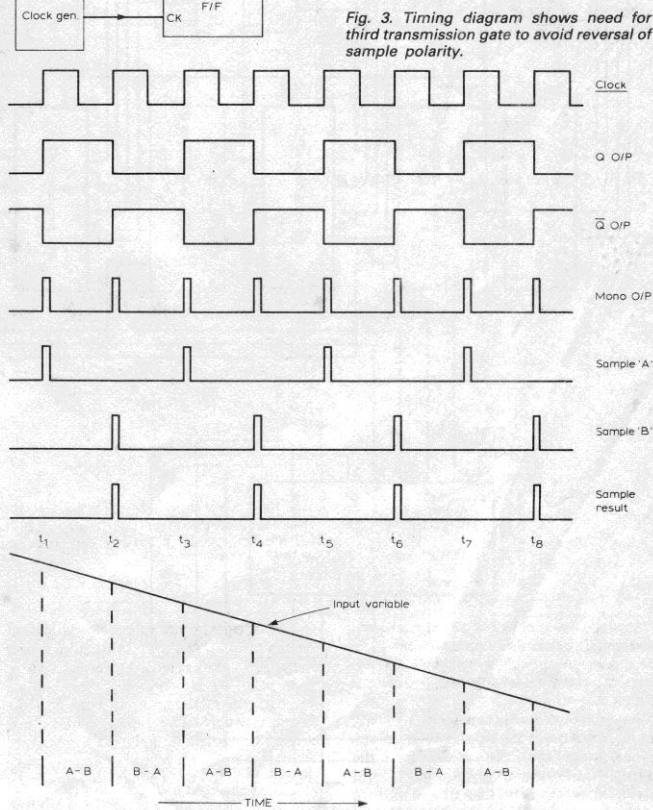 Clock gen.
F/F
CK
Fig. 3. Timing diagram shows need for
third transmission gate to avoid reversal of
sample polarity.
Clock
Q O/P
Q̅ O/P
Mono O/P
Sample 'A'
Sample 'B'
Sample
result
t1 t2 t3 t4 t5 t6 t7 t8
Input variable
A-B B-A A-B B-A A-B B-A A-B
TIME